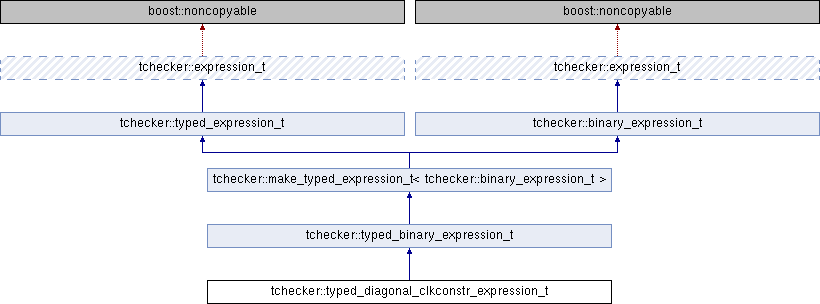 boost::noncopyable
boost::noncopyable
tchecker::expression_t
tchecker::expression_t
tchecker::typed_expression_t
tchecker::binary_expression_t
tchecker::make_typed_expression_t< tchecker::binary_expression_t >
tchecker::typed_binary_expression_t
tchecker::typed_diagonal_clkconstr_expression_t